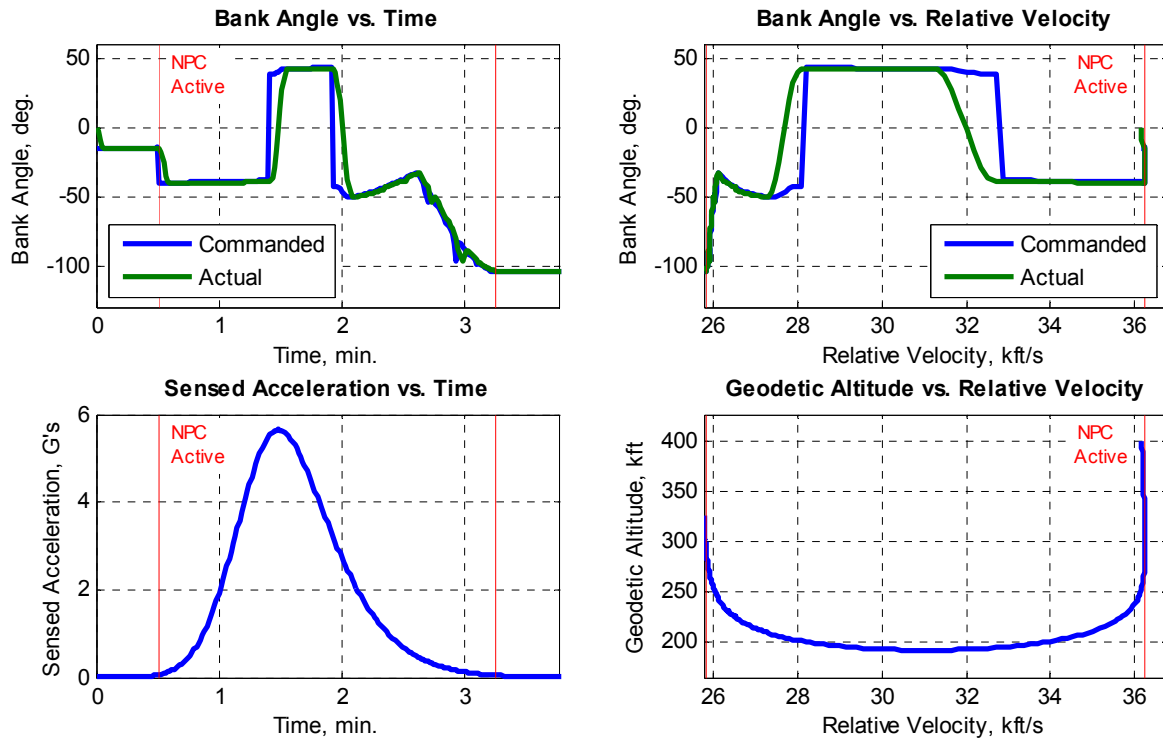 Bank Angle vs. Time
Bank Angle, deg.
50
0
-50
-100
NPC
Active
Commanded
Actual
0
1
2
3
Time, min.
Bank Angle vs. Relative Velocity
Bank Angle, deg.
50
0
-50
-100
NPC
Active
Commanded
Actual
26
28
30
32
34
36
Relative Velocity, kft/s
Sensed Acceleration vs. Time
Sensed Acceleration, G's
6
4
2
0
NPC
Active
0
1
2
3
Time, min.
Geodetic Altitude vs. Relative Velocity
Geodetic Altitude, kft
400
350
300
250
200
NPC
Active
26
28
30
32
34
36
Relative Velocity, kft/s